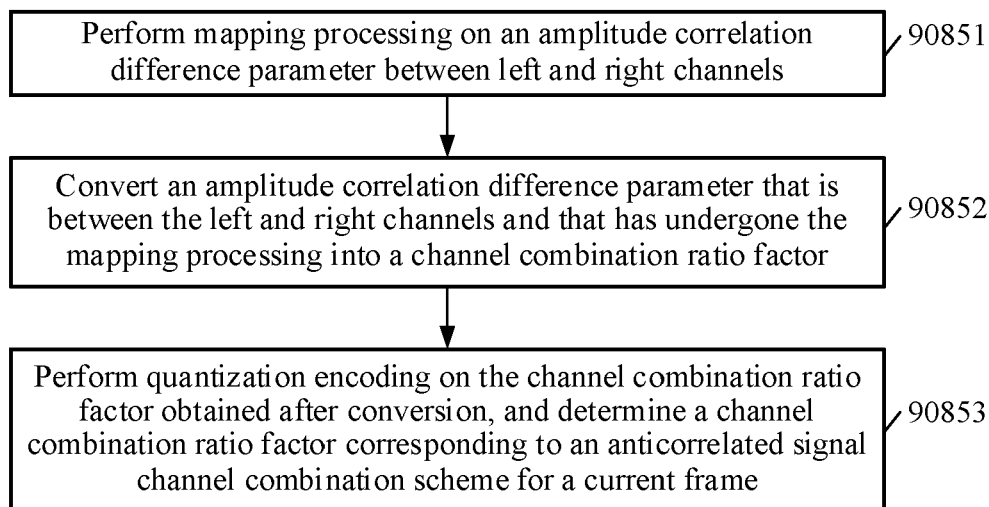 Perform mapping processing on an amplitude correlation
difference parameter between left and right channels
90851
Convert an amplitude correlation difference parameter that is
between the left and right channels and that has undergone the
mapping processing into a channel combination ratio factor
90852
Perform quantization encoding on the channel combination ratio
factor obtained after conversion, and determine a channel
combination ratio factor corresponding to an anticorrelated signal
channel combination scheme for a current frame
90853